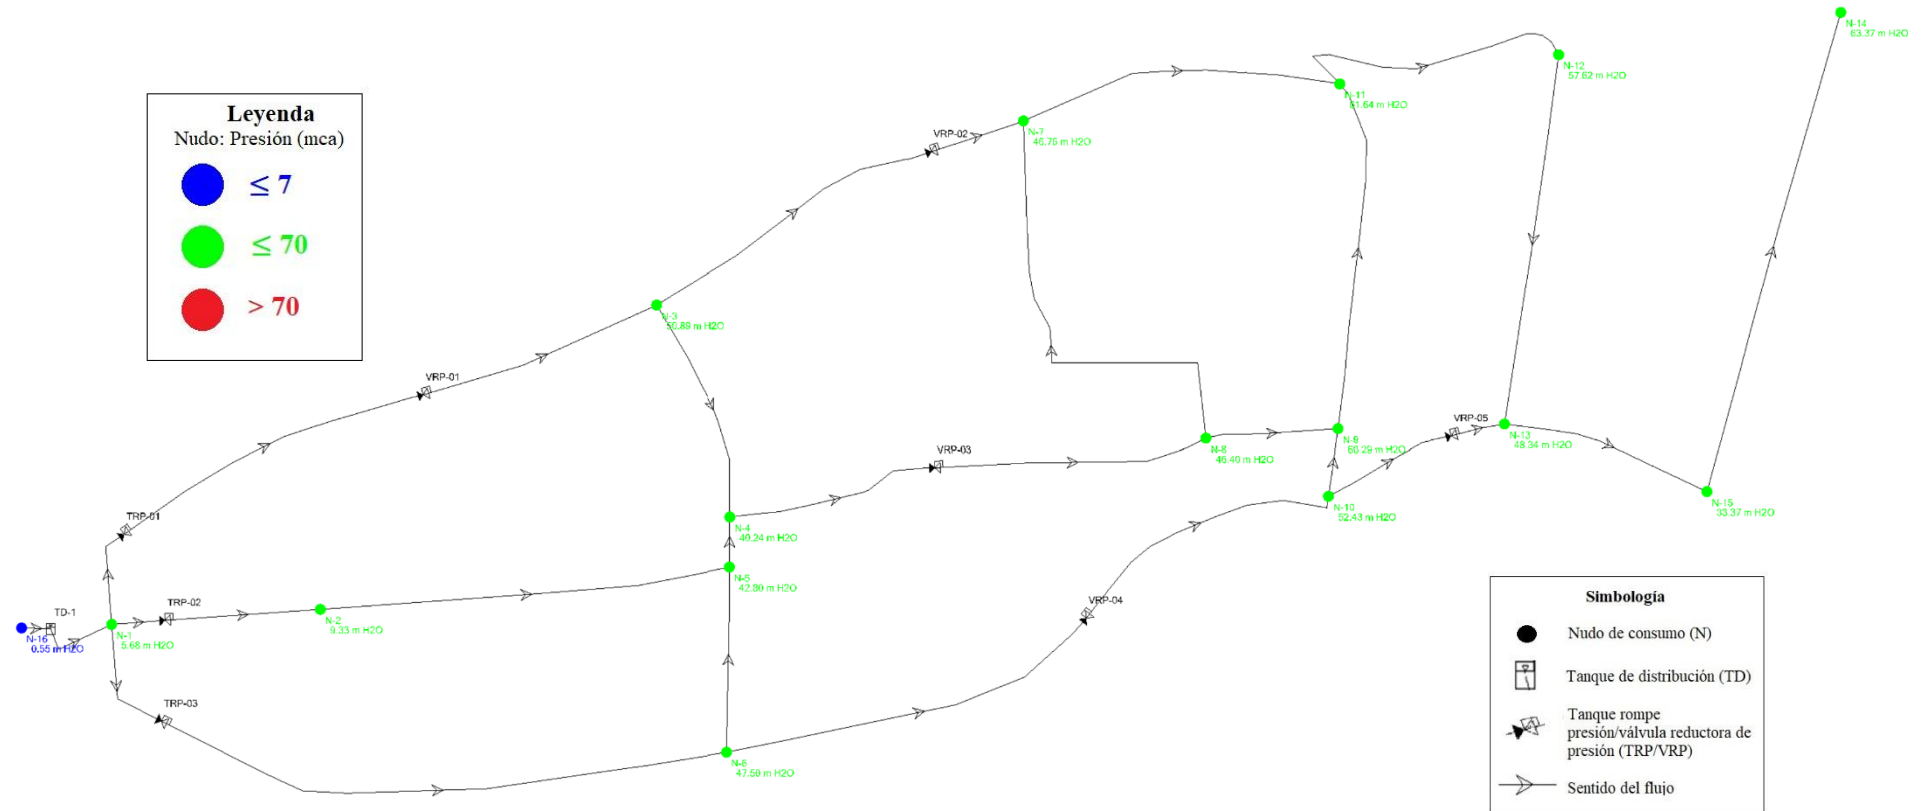 N-14
63.37 m H2O
N-12
57.62 m H2O
N-11
61.64 m H2O
Leyenda
Nudo: Presión (mca)
≤ 7
≤ 70
> 70
VRP-02
N-7
46.75 m H2O
N-3
50.89 m H2O
VRP-01
VRP-03
N-8
46.40 m H2O
N-9
60.29 m H2O
VRP-05
N-13
48.34 m H2O
N-15
33.37 m H2O
N-10
52.43 m H2O
TRP-01
N-4
40.24 m H2O
N-5
42.80 m H2O
TRP-02
N-2
9.33 m H2O
TD-1
N-16
0.55 m H2O
N-1
5.68 m H2O
VRP-04
TRP-03
N-6
47.50 m H2O
Simbología
Nudo de consumo (N)
Tanque de distribución (TD)
Tanque rompe
presión/válvula reductora de
presión (TRP/VRP)
Sentido del flujo